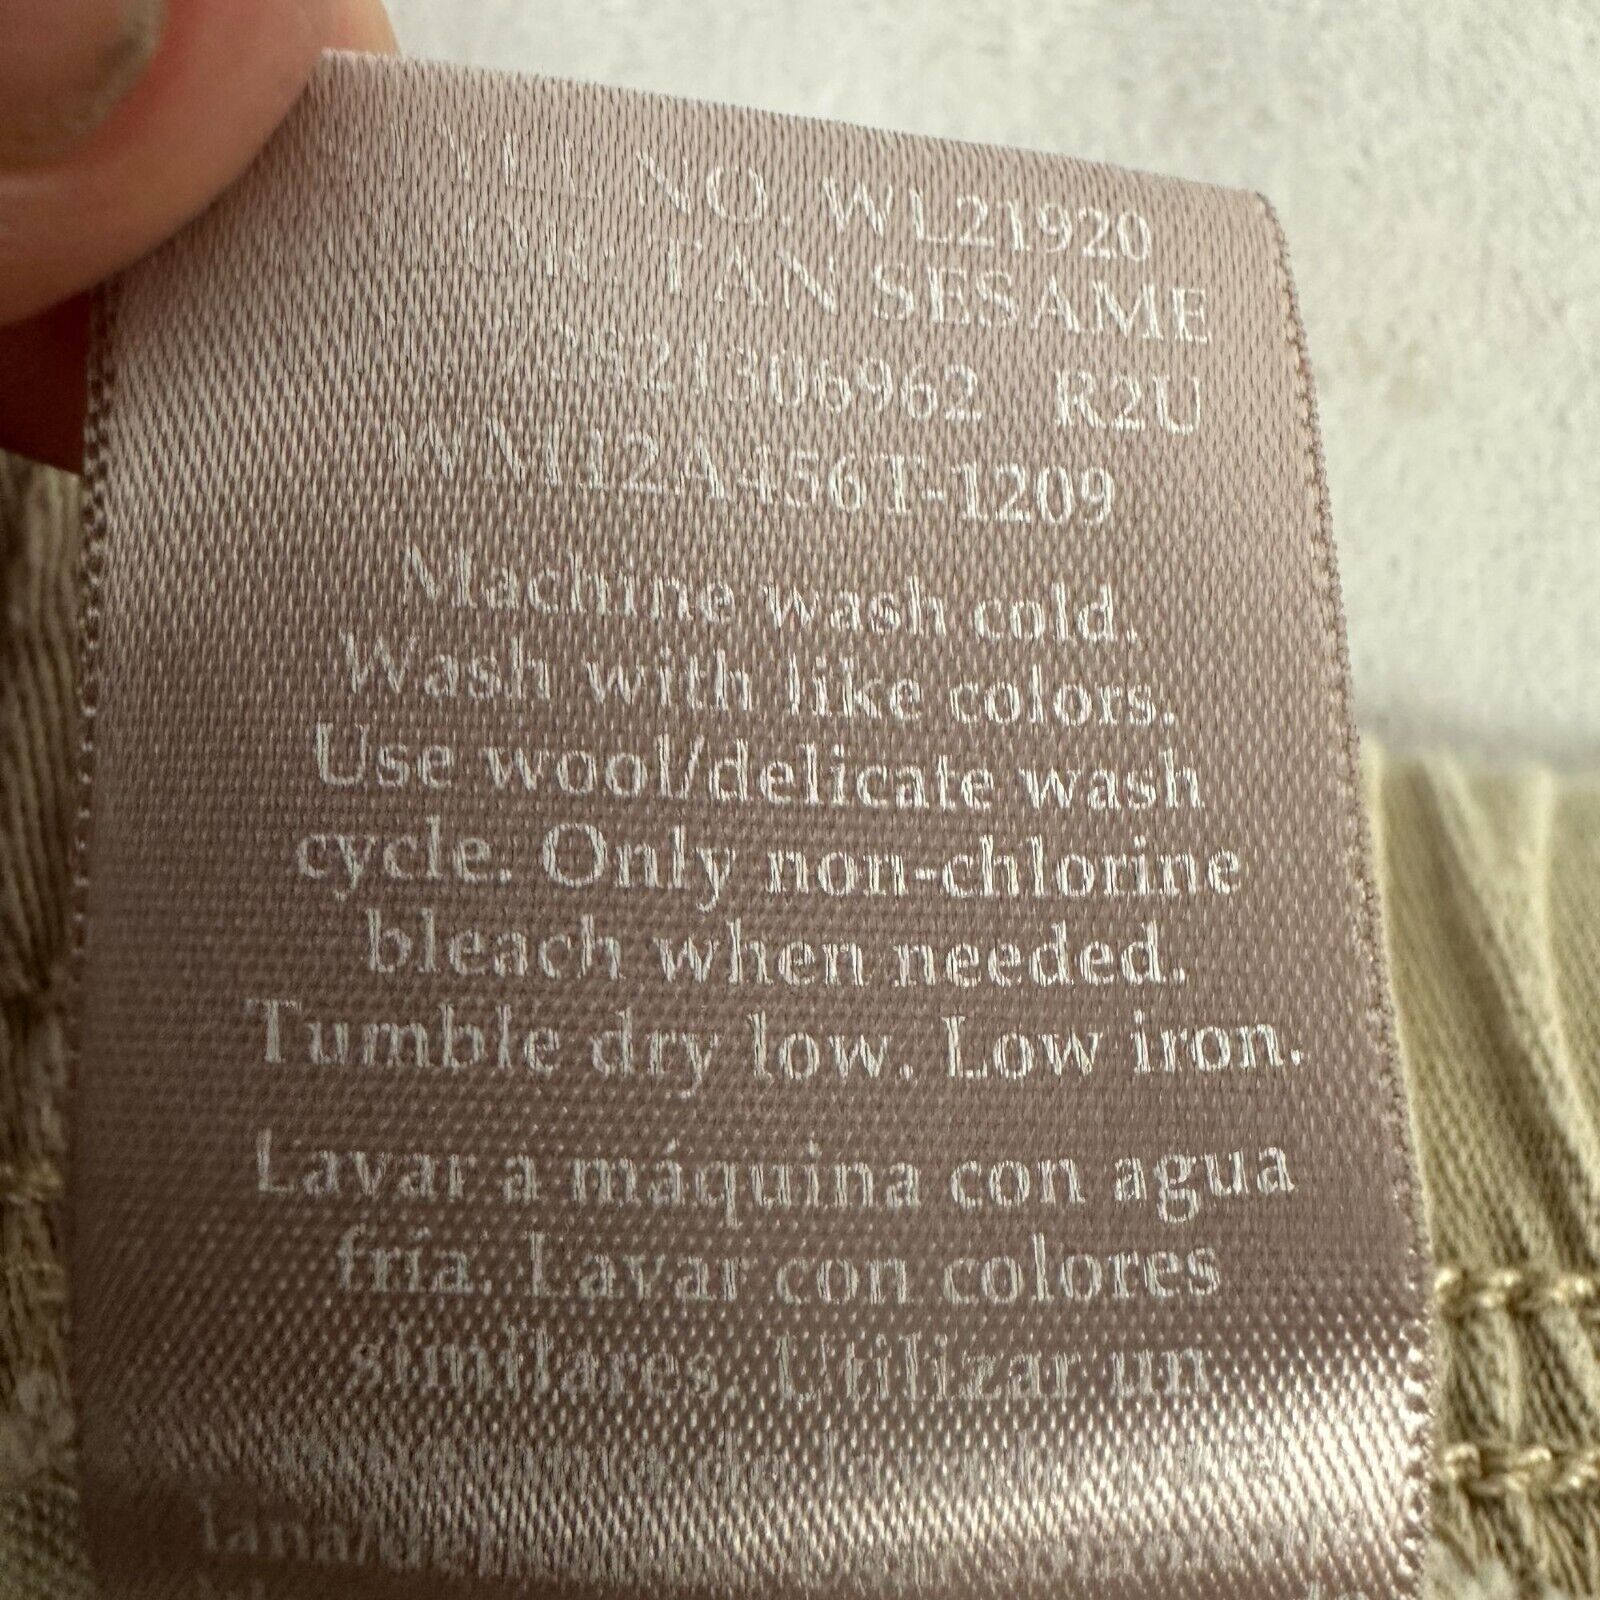 STYLE NO. WL21920
COLOR: TAN SESAME
0821306962 R2U
WM12A456T-1209
Machine wash cold.
Wash with like colors.
Use wool/delicate wash
cycle. Only non-chlorine
bleach when needed.
Tumble dry low. Low iron.
Lavar a máquina con agua
fría. Lavar con colores
similares. Utilizar un